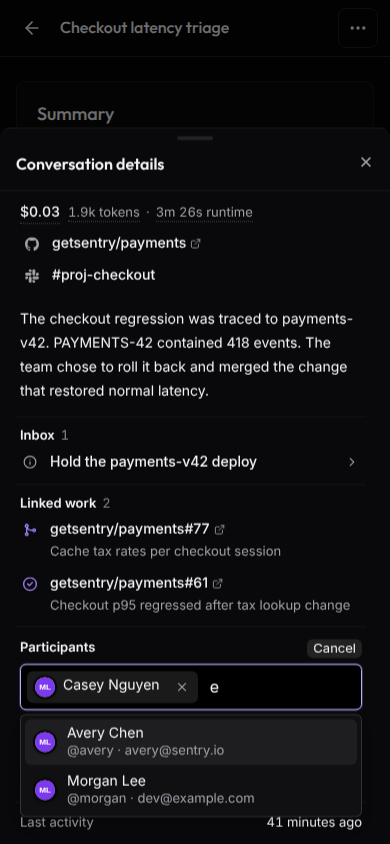 Checkout latency triage
Summary
Conversation details
$0.03 1.9k tokens · 3m 26s runtime
getsentry/payments
#proj-checkout
The checkout regression was traced to payments-
v42. PAYMENTS-42 contained 418 events. The
team chose to roll it back and merged the change
that restored normal latency.
Inbox 1
Hold the payments-v42 deploy
Linked work 2
getsentry/payments#77
Cache tax rates per checkout session
getsentry/payments#61
Checkout p95 regressed after tax lookup change
Participants Cancel
ML Casey Nguyen e
ML Avery Chen
@avery · avery@sentry.io
ML Morgan Lee
@morgan · dev@example.com
Last activity 41 minutes ago